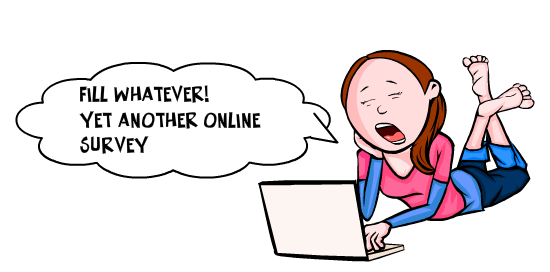 FILL WHATEVER!
YET ANOTHER ONLINE
SURVEY